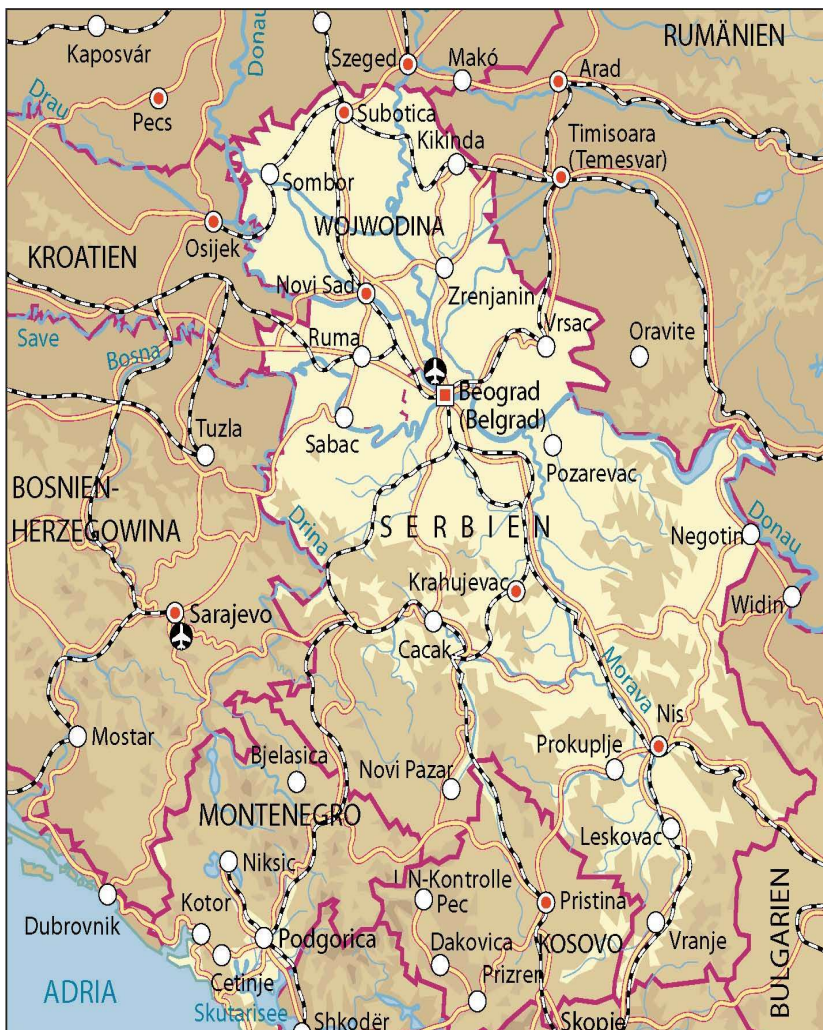 RUMÄNIEN
Kaposvár
Donau
Szeged
Makó
Arad
Drau
Pecs
Subotica
Kikinda
Timisoara
(Temesvar)
Sombor
WOJWODINA
Osijek
KROATIEN
Novi Sad
Zrenjanin
Save
Bosna
Ruma
Vrsac
Oravite
Beograd
(Belgrad)
Tuzla
Sabac
Pozarevac
BOSNIEN-
HERZEGOWINA
Drina
SERBIEN
Negotin
Donau
Krahujevac
Widin
Sarajevo
Cacak
Morava
Nis
Mostar
Bjelasica
Novi Pazar
Prokuplje
MONTENEGRO
Leskovac
Niksic
UN-Kontrolle
Pec
Pristina
Dubrovnik
Kotor
Podgorica
Dakovica
KOSOVO
Vranje
BULGARIEN
Cetinje
Prizren
ADRIA
Skutarisee
Shkodër
Skopje